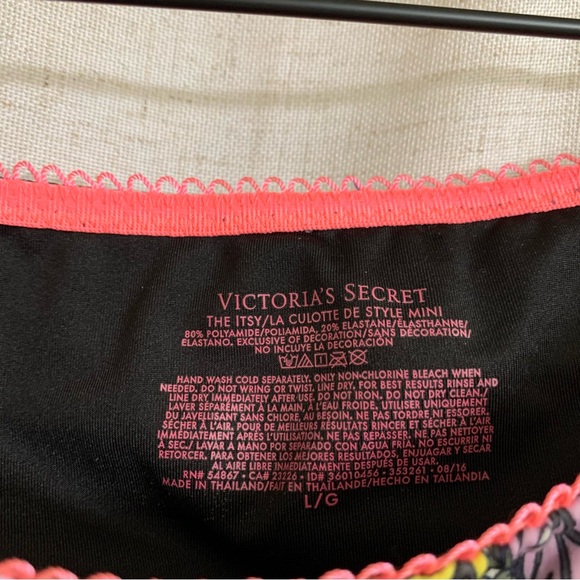 VICTORIA'S SECRET
THE ITSY/LA CULOTTE DE STYLE MINI
80% POLYAMIDE/POLIAMIDA, 20% ELASTANE/ÉLASTHANNE/
ELASTANO. EXCLUSIVE OF DECORATION/SANS DÉCORATION/
NO INCLUYE LA DECORACIÓN
HAND WASH COLD SEPARATELY. ONLY NON-CHLORINE BLEACH WHEN
NEEDED. DO NOT WRING OR TWIST. LINE DRY. FOR BEST RESULTS RINSE AND
LINE DRY IMMEDIATELY AFTER USE. DO NOT IRON. DO NOT DRY CLEAN./
LAVER SÉPARÉMENT À LA MAIN, À L'EAU FROIDE. UTILISER UNIQUEMENT
DU JAVELLISANT SANS CHLORE, AU BESOIN. NE PAS TORDRE NI ESSORER.
SÉCHER À L'AIR. POUR DE MEILLEURS RÉSULTATS RINCER ET SÉCHER À L'AIR
IMMÉDIATEMENT APRÈS L'UTILISATION. NE PAS REPASSER. NE PAS NETTOYER
À SEC./ LAVAR A MANO POR SEPARADO CON AGUA FRÍA. NO ESCURRIR NI
RETORCER. PARA OBTENER LOS MEJORES RESULTADOS, ENJUAGAR Y SECAR
AL AIRE LIBRE INMEDIATAMENTE DESPUÉS DE USAR.
RN# 54867 • CA# 23226 • ID# 36010456 • 353261 • 08/16
MADE IN THAILAND/FAIT EN THAÏLANDE/HECHO EN TAILANDIA
L/G